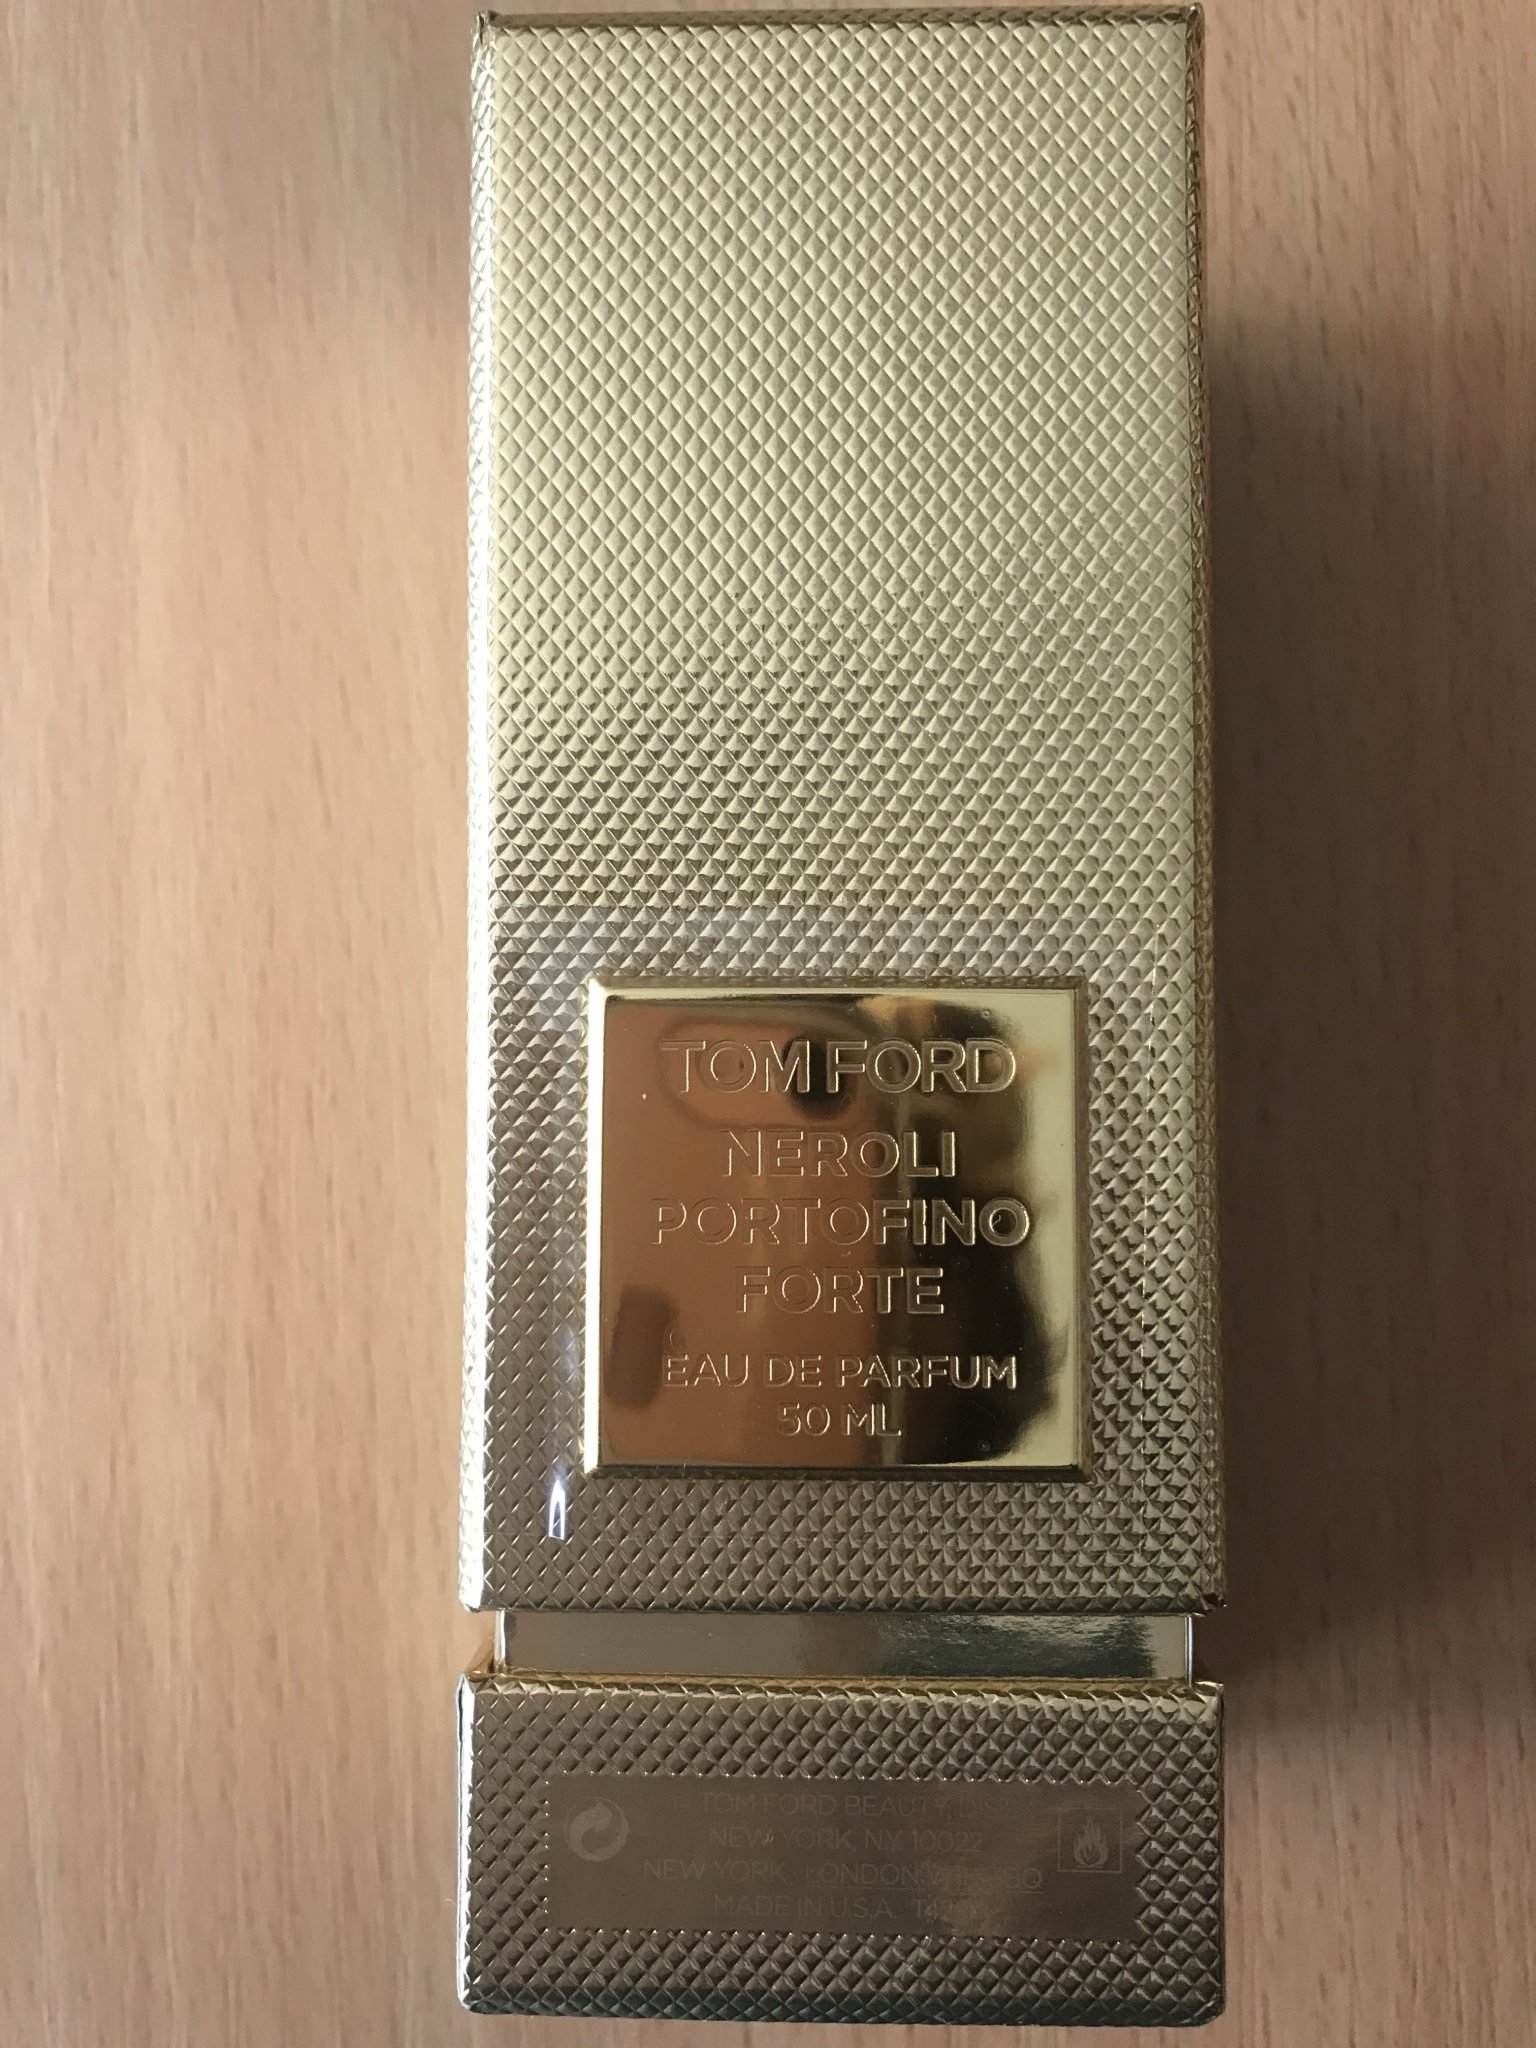 TOM FORD
NEROLI
PORTOFINO
FORTE
EAU DE PARFUM
50 ML
TOM FORD BEAUTY,
NEW YORK, NY 10022
NEW YORK LONDON
MADE IN U.S.A.